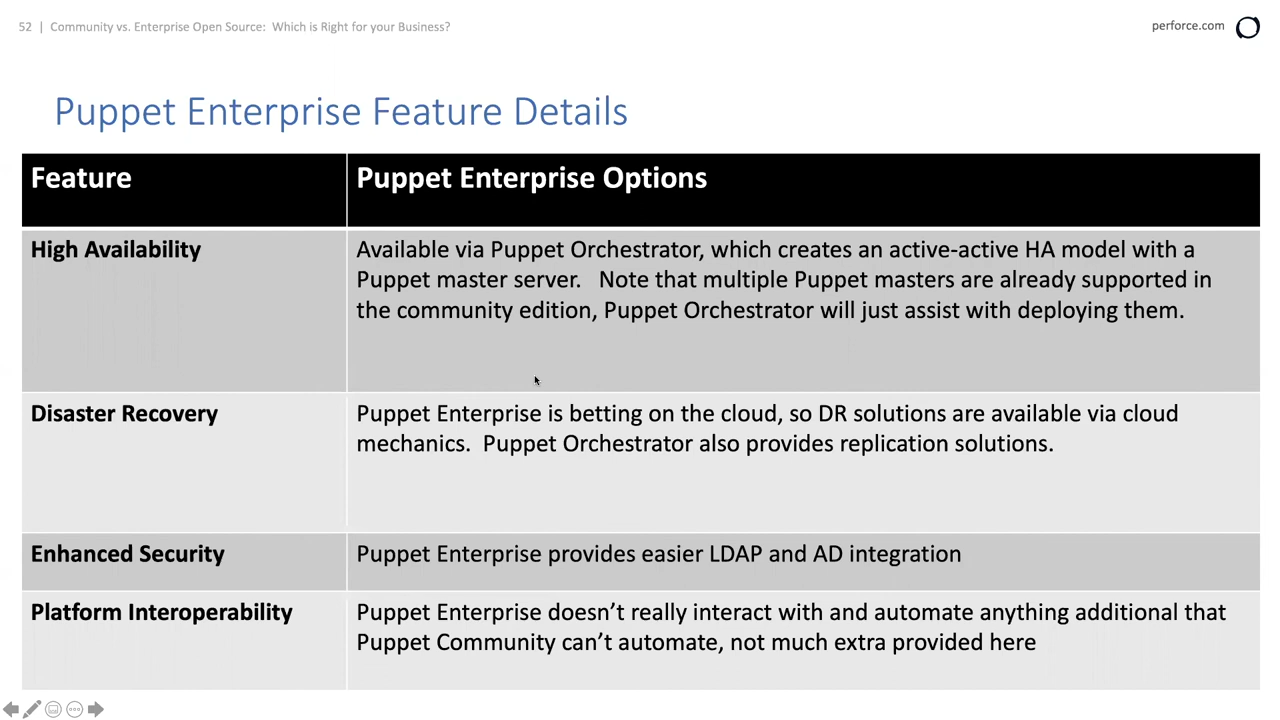 52 | Community vs. Enterprise Open Source: Which is Right for your Business?
perforce.com
Puppet Enterprise Feature Details
Feature
Puppet Enterprise Options
High Availability
Available via Puppet Orchestrator, which creates an active-active HA model with a
Puppet master server. Note that multiple Puppet masters are already supported in
the community edition, Puppet Orchestrator will just assist with deploying them.
Disaster Recovery
Puppet Enterprise is betting on the cloud, so DR solutions are available via cloud
mechanics. Puppet Orchestrator also provides replication solutions.
Enhanced Security
Puppet Enterprise provides easier LDAP and AD integration
Platform Interoperability
Puppet Enterprise doesn’t really interact with and automate anything additional that
Puppet Community can’t automate, not much extra provided here